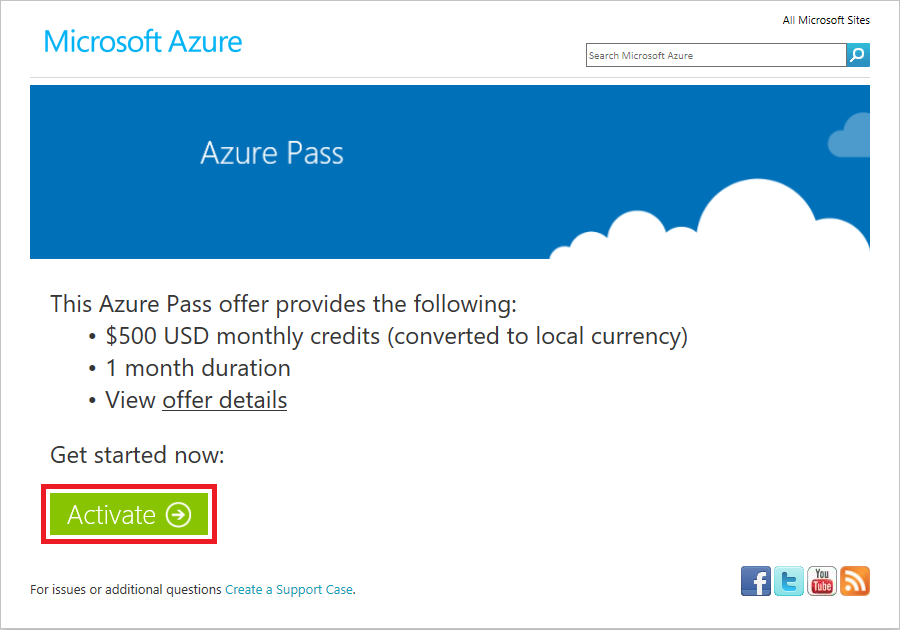 All Microsoft Sites
Microsoft Azure
Search Microsoft Azure
Azure Pass
This Azure Pass offer provides the following:
• $500 USD monthly credits (converted to local currency)
• 1 month duration
• View offer details
Get started now:
Activate
For issues or additional questions Create a Support Case.
You
Tube